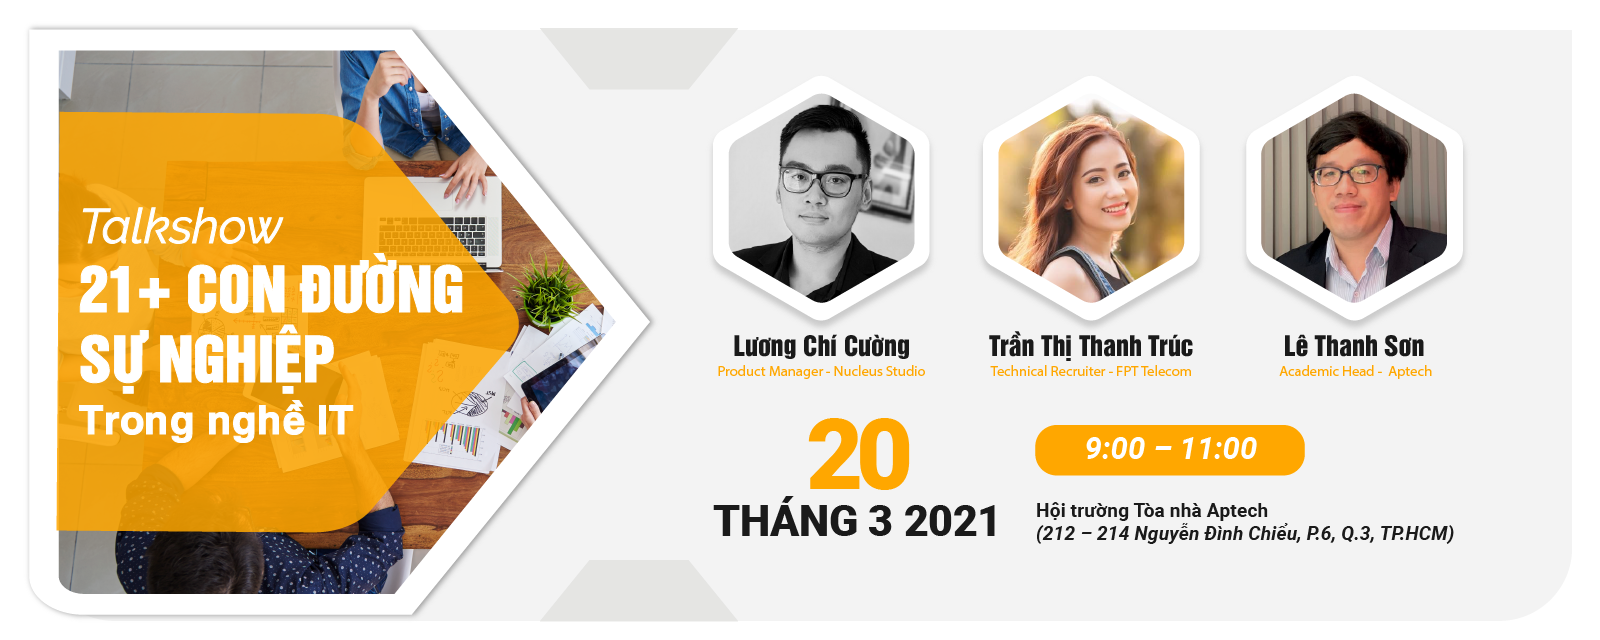 Talkshow
21+ CON ĐƯỜNG
SỰ NGHIỆP
Trong nghề IT
Lương Chí Cường
Product Manager - Nucleus Studio
Trần Thị Thanh Trúc
Technical Recruiter - FPT Telecom
Lê Thanh Sơn
Academic Head - Aptech
20
THÁNG 3 2021
9:00 – 11:00
Hội trường Tòa nhà Aptech
(212 – 214 Nguyễn Đình Chiểu, P.6, Q.3, TP.HCM)